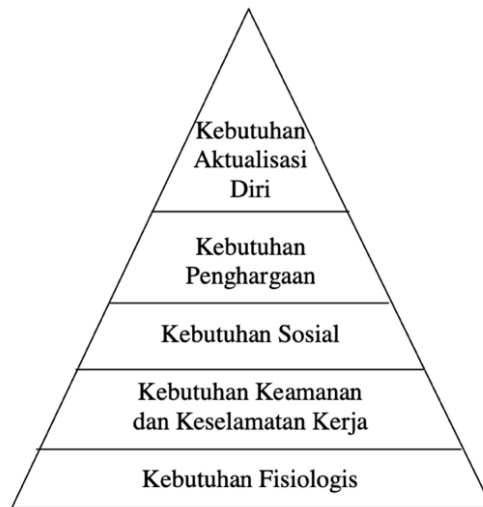 Kebutuhan
Aktualisasi
Diri
Kebutuhan
Penghargaan
Kebutuhan Sosial
Kebutuhan Keamanan
dan Keselamatan Kerja
Kebutuhan Fisiologis